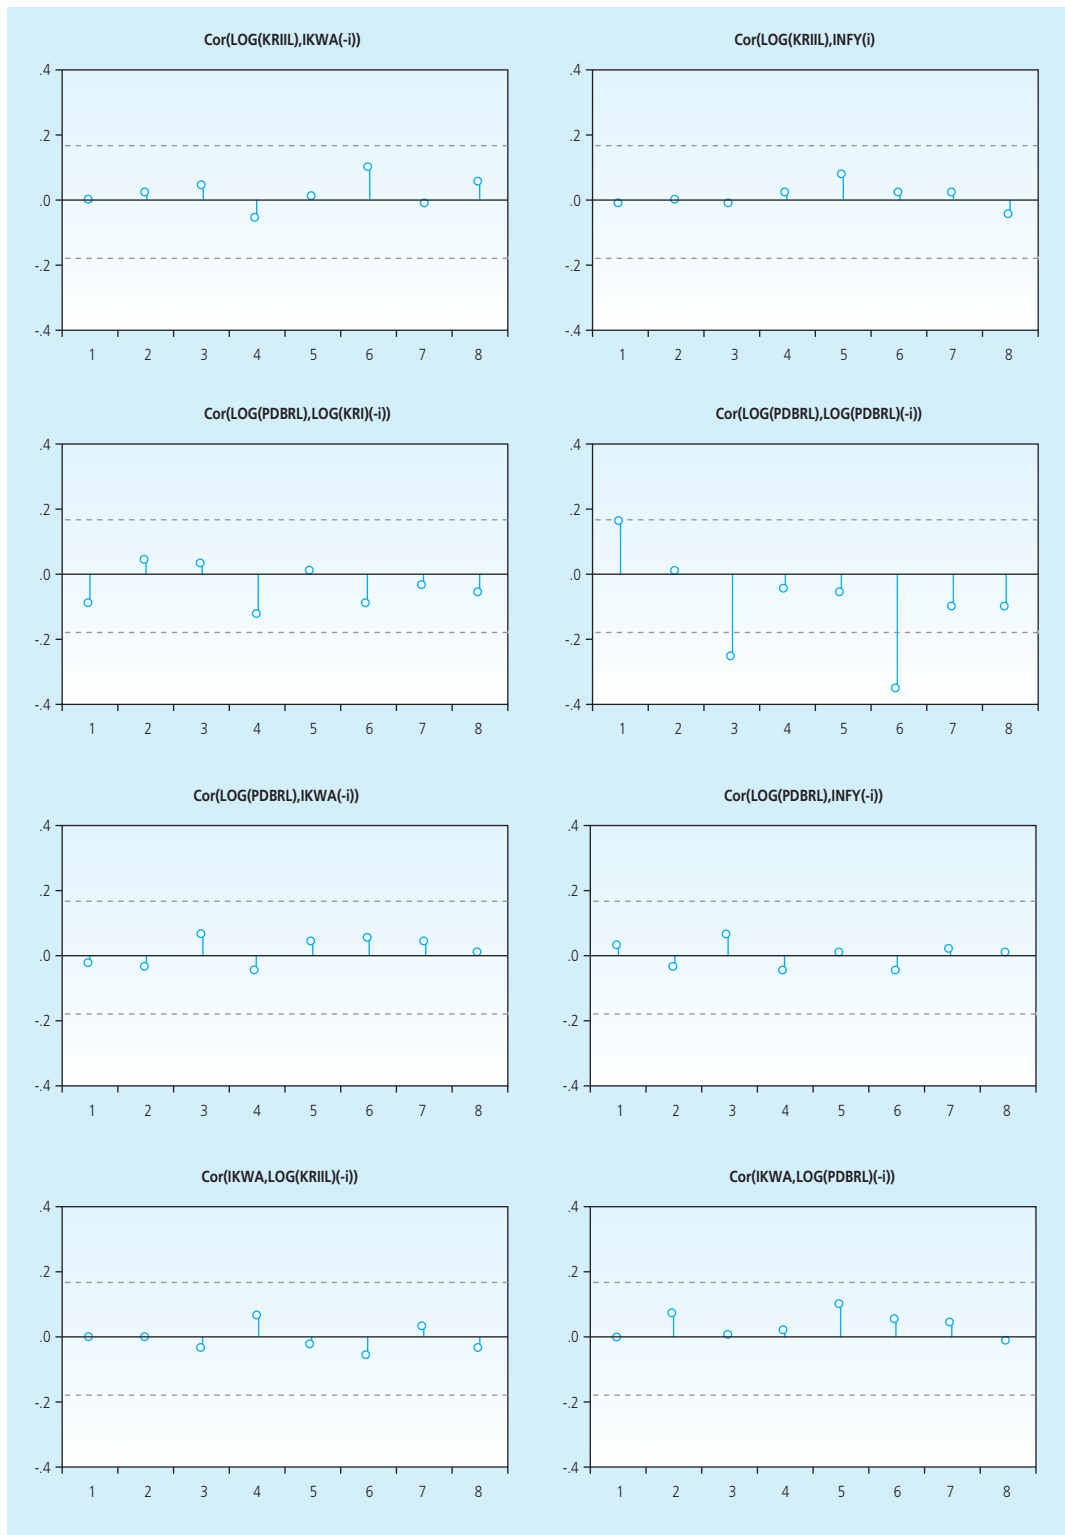 Cor(LOG(KRIIL),IKWA(-i))
.4
.2
.0
-.2
-.4
1 2 3 4 5 6 7 8
Cor(LOG(KRIIL),INFY(i)
.4
.2
.0
-.2
-.4
1 2 3 4 5 6 7 8
Cor(LOG(PDBRL),LOG(KRI)(-i))
.4
.2
.0
-.2
-.4
1 2 3 4 5 6 7 8
Cor(LOG(PDBRL),LOG(PDBRL)(-i))
.4
.2
.0
-.2
-.4
1 2 3 4 5 6 7 8
Cor(LOG(PDBRL),IKWA(-i))
.4
.2
.0
-.2
-.4
1 2 3 4 5 6 7 8
Cor(LOG(PDBRL),INFY(-i))
.4
.2
.0
-.2
-.4
1 2 3 4 5 6 7 8
Cor(IKWA,LOG(KRIIL)(-i))
.4
.2
.0
-.2
-.4
1 2 3 4 5 6 7 8
Cor(IKWA,LOG(PDBRL)(-i))
.4
.2
.0
-.2
-.4
1 2 3 4 5 6 7 8